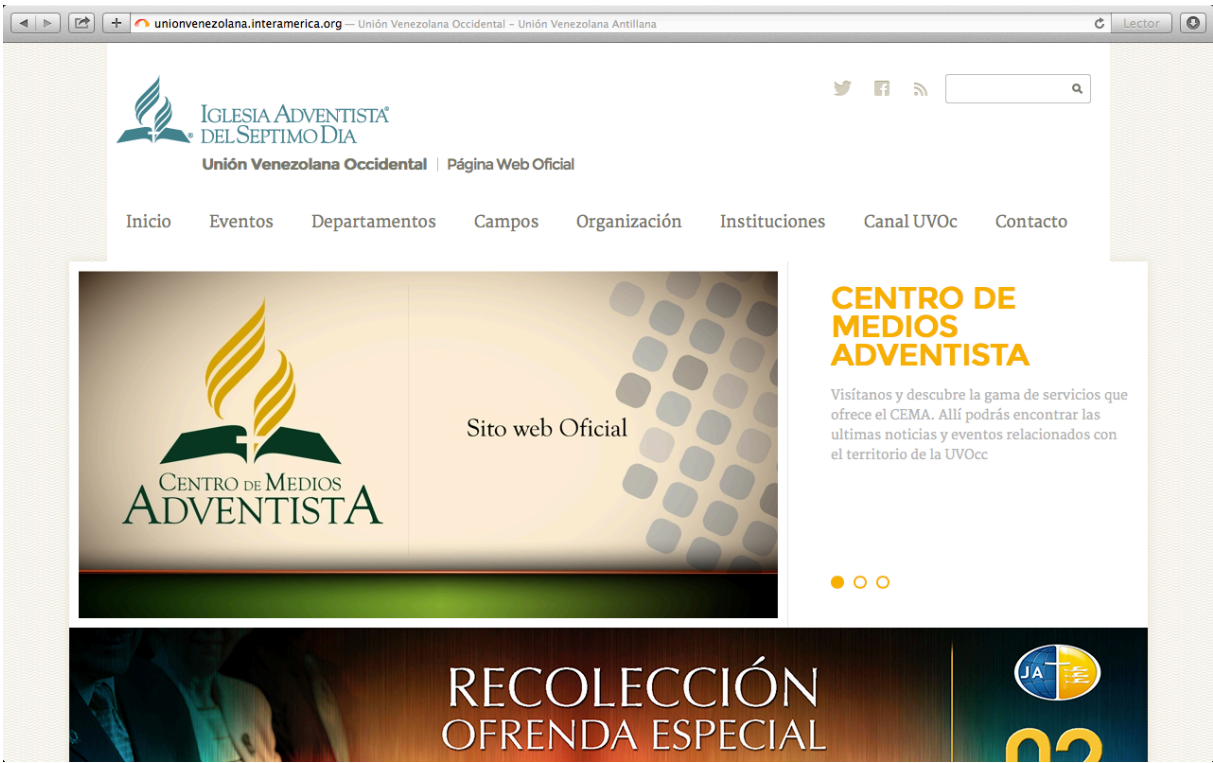 unionvenezolana.interamerica.org — Unión Venezolana Occidental – Unión Venezolana Antillana
Lector
IGLESIA ADVENTISTA®
DEL SEPTIMO DIA
Unión Venezolana Occidental | Página Web Oficial
Inicio Eventos Departamentos Campos Organización Instituciones Canal UVOc Contacto
Sito web Oficial
CENTRO DE MEDIOS
ADVENTISTA
CENTRO DE
MEDIOS
ADVENTISTA
Visítanos y descubre la gama de servicios que
ofrece el CEMA. Allí podrás encontrar las
ultimas noticias y eventos relacionados con
el territorio de la UVOcc
RECOLECCIÓN
OFRENDA ESPECIAL
JA
02